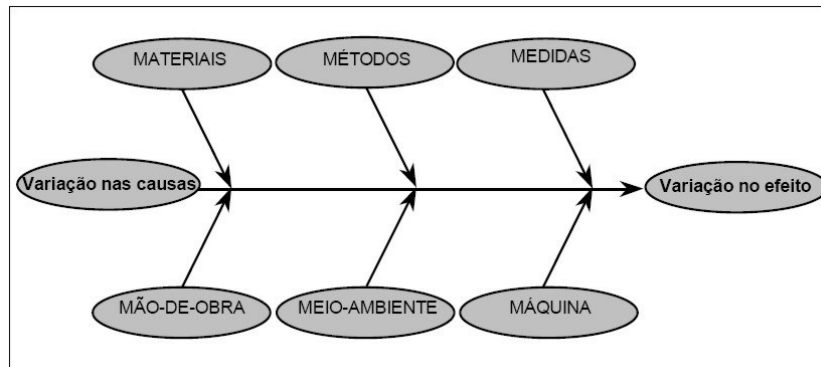 MATERIAIS
MÉTODOS
MEDIDAS
Variação nas causas
Variação no efeito
MÃO-DE-OBRA
MEIO-AMBIENTE
MÁQUINA